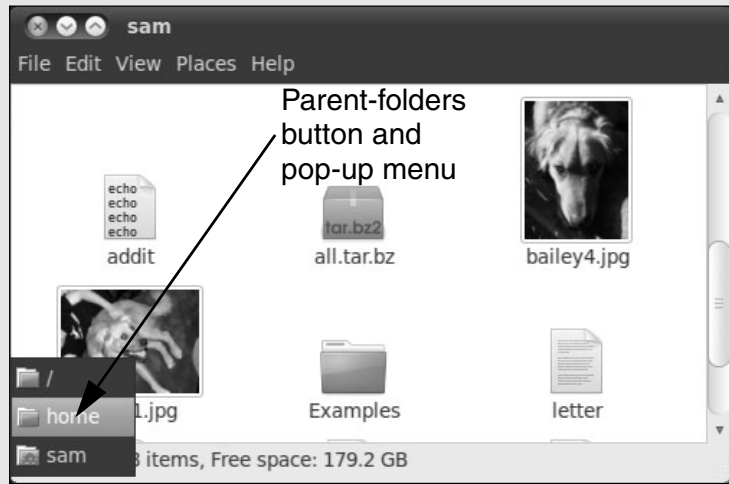 sam
File Edit View Places Help
Parent-folders
button and
pop-up menu
echo
echo
echo
echo
tar.bz2
addit
all.tar.bz
bailey4.jpg
/
home
1.jpg
Examples
letter
sam
items, Free space: 179.2 GB